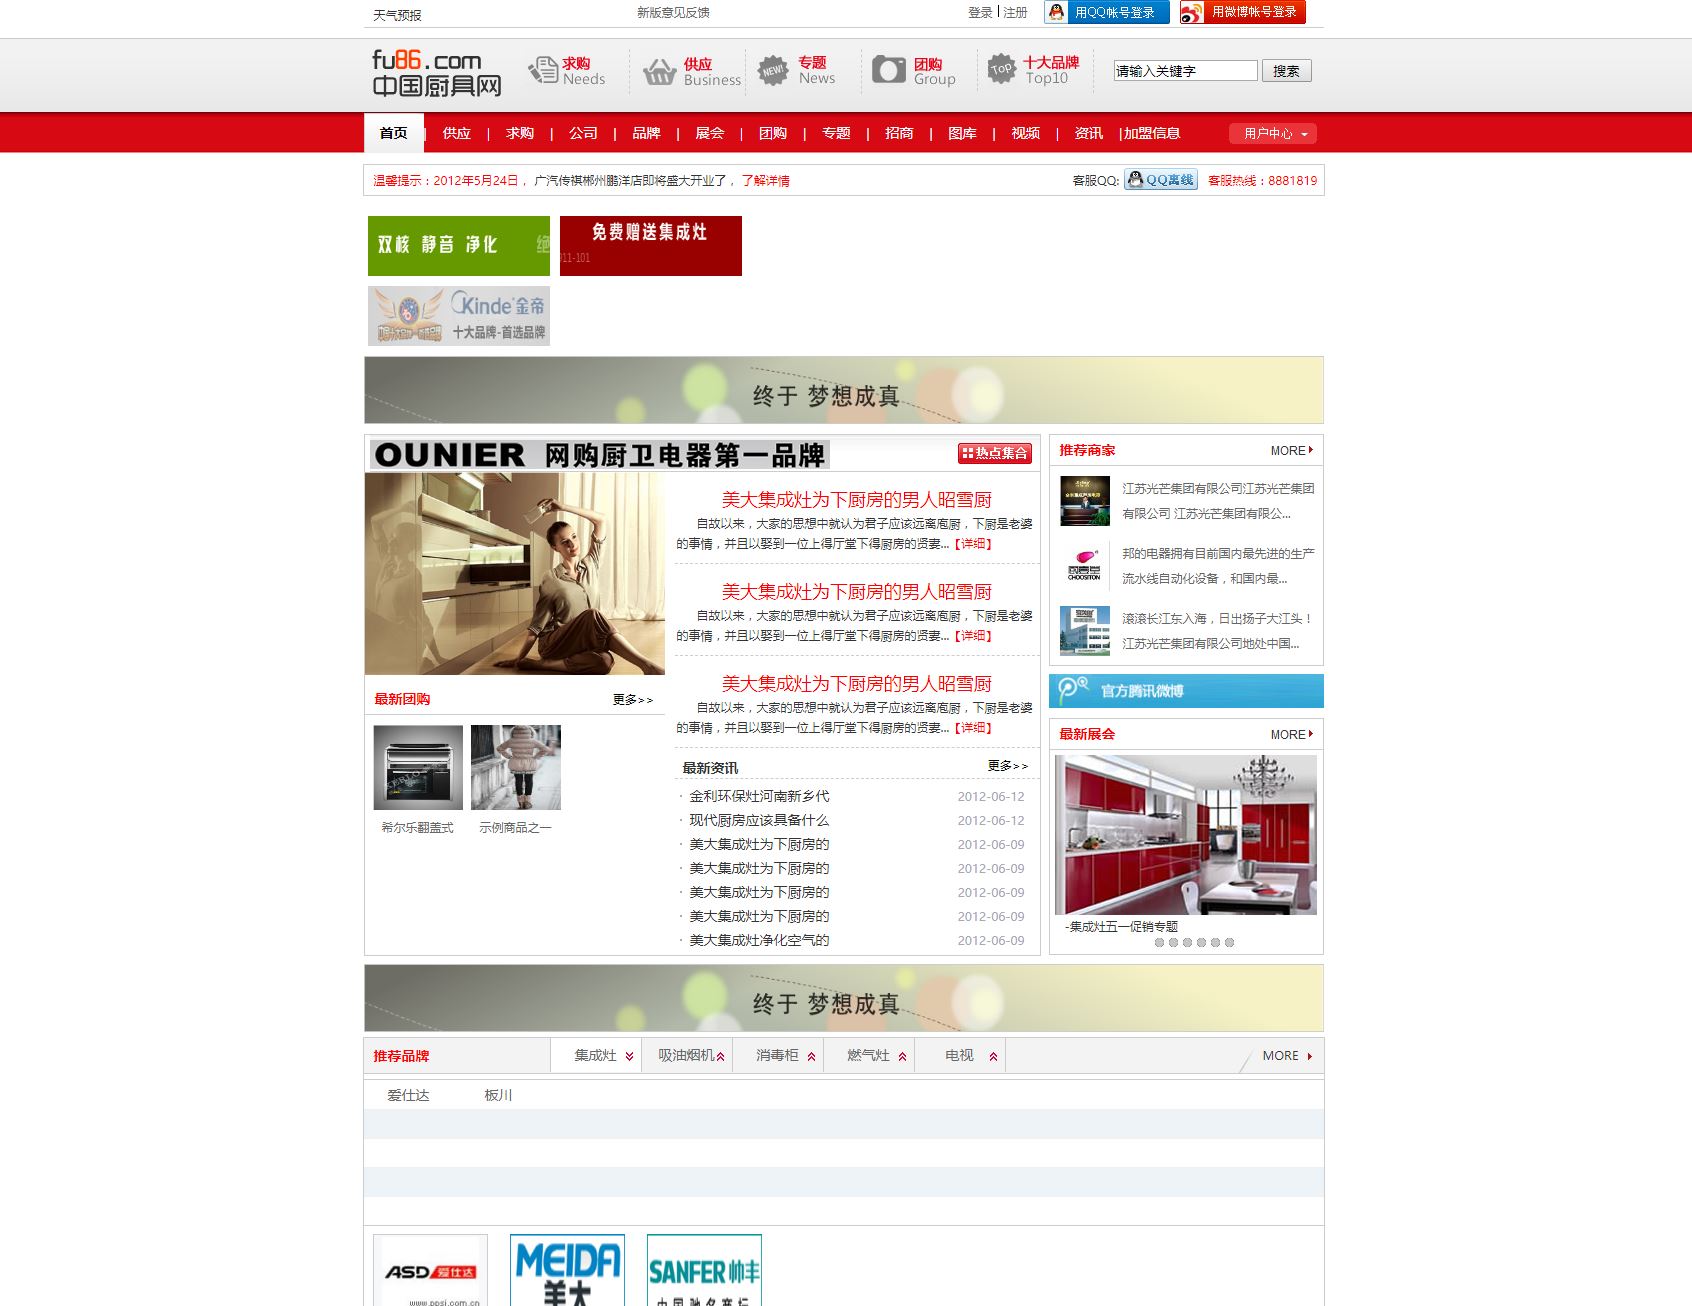 天气预报
新版意见反馈
登录 | 注册
用QQ帐号登录
用微博帐号登录
fu86.com
中国厨具网
求购
Needs
供应
Business
NEW!
专题
News
团购
Group
TOP
十大品牌
Top10
请输入关键字
搜索
首页 | 供应 | 求购 | 公司 | 品牌 | 展会 | 团购 | 专题 | 招商 | 图库 | 视频 | 资讯 |加盟信息
用户中心
温馨提示：2012年5月24日， 广汽传祺郴州鹏洋店即将盛大开业了， 了解详情
客服QQ: QQ离线 客服热线：8881819
双核 静音 净化
免费赠送集成灶
911-101
Kinde 金帝
十大品牌-首选品牌
终于 梦想成真
OUNIER 网购厨卫电器第一品牌
热点集合
美大集成灶为下厨房的男人昭雪厨
自故以来，大家的思想中就认为君子应该远离庖厨，下厨是老婆
的事情，并且以娶到一位上得厅堂下得厨房的贤妻...【详细】
美大集成灶为下厨房的男人昭雪厨
自故以来，大家的思想中就认为君子应该远离庖厨，下厨是老婆
的事情，并且以娶到一位上得厅堂下得厨房的贤妻...【详细】
美大集成灶为下厨房的男人昭雪厨
自故以来，大家的思想中就认为君子应该远离庖厨，下厨是老婆
的事情，并且以娶到一位上得厅堂下得厨房的贤妻...【详细】
最新团购
更多>>
希尔乐翻盖式
示例商品之一
最新资讯
更多>>
· 金利环保灶河南新乡代 2012-06-12
· 现代厨房应该具备什么 2012-06-12
· 美大集成灶为下厨房的 2012-06-09
· 美大集成灶为下厨房的 2012-06-09
· 美大集成灶为下厨房的 2012-06-09
· 美大集成灶为下厨房的 2012-06-09
· 美大集成灶净化空气的 2012-06-09
推荐商家
MORE
江苏光芒集团有限公司江苏光芒集团
有限公司 江苏光芒集团有限公...
CHOOSITON
邦的电器拥有目前国内最先进的生产
流水线自动化设备，和国内最...
滚滚长江东入海，日出扬子大江头！
江苏光芒集团有限公司地处中国...
官方腾讯微博
最新展会
MORE
-集成灶五一促销专题
终于 梦想成真
推荐品牌
集成灶
吸油烟机
消毒柜
燃气灶
电视
MORE
爱仕达
板川
ASD 爱仕达
www.ppsj.com.cn
MEIDA
美大
SANFER 帅丰
中国驰名商标